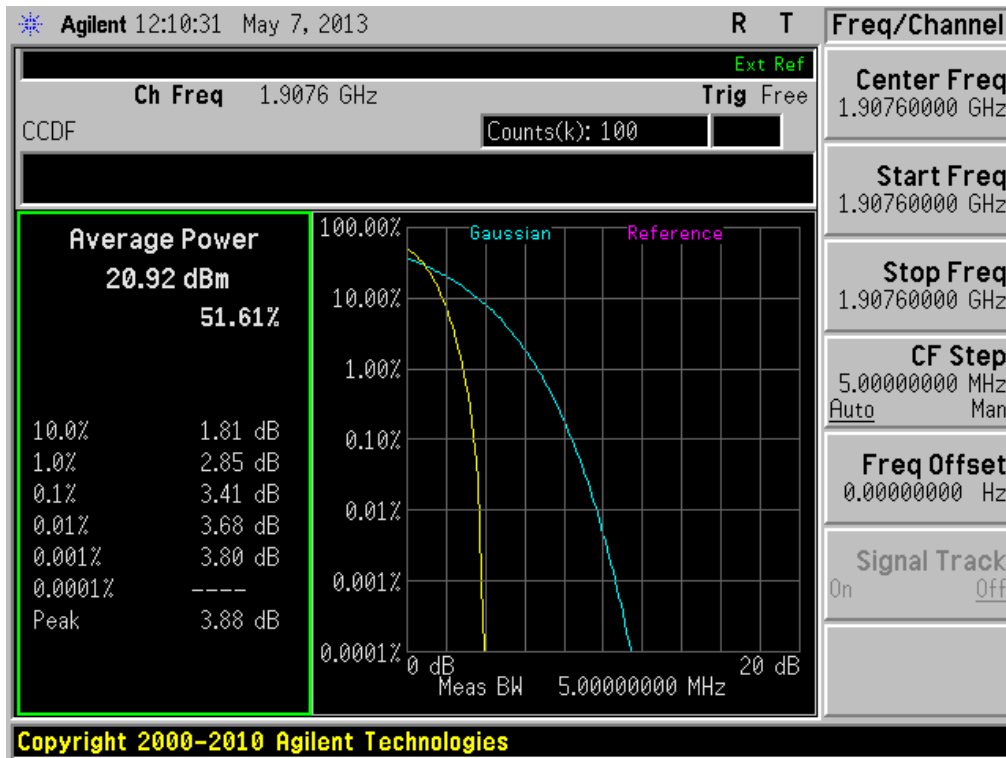 Agilent 12:10:31 May 7, 2013 R T
Ext Ref
Ch Freq 1.9076 GHz Trig Free
CCDF Counts(k): 100
Average Power
20.92 dBm
51.61%
10.0% 1.81 dB
1.0% 2.85 dB
0.1% 3.41 dB
0.01% 3.68 dB
0.001% 3.80 dB
0.0001% ----
Peak 3.88 dB
Gaussian Reference
100.00%
10.00%
1.00%
0.10%
0.01%
0.001%
0.0001%
0 dB 20 dB
Meas BW 5.00000000 MHz
Freq/Channel
Center Freq
1.90760000 GHz
Start Freq
1.90760000 GHz
Stop Freq
1.90760000 GHz
CF Step
5.00000000 MHz
Auto Man
Freq Offset
0.00000000 Hz
Signal Track
On Off
Copyright 2000-2010 Agilent Technologies